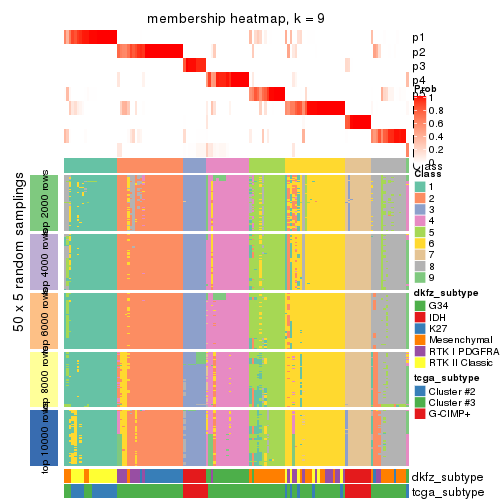 membership heatmap, k = 9
p1
p2
p3
p4
Prob
1
0.8
0.6
0.4
0.2
0
Class
Class
1
2
3
4
5
6
7
8
9
dkfz_subtype
G34
IDH
K27
Mesenchymal
RTK I PDGFRA
RTK II Classic
tcga_subtype
Cluster #2
Cluster #3
G-CIMP+
50 x 5 random samplings
top 2000 rows
top 4000 rows
top 6000 rows
top 8000 rows
top 10000 rows
dkfz_subtype
tcga_subtype